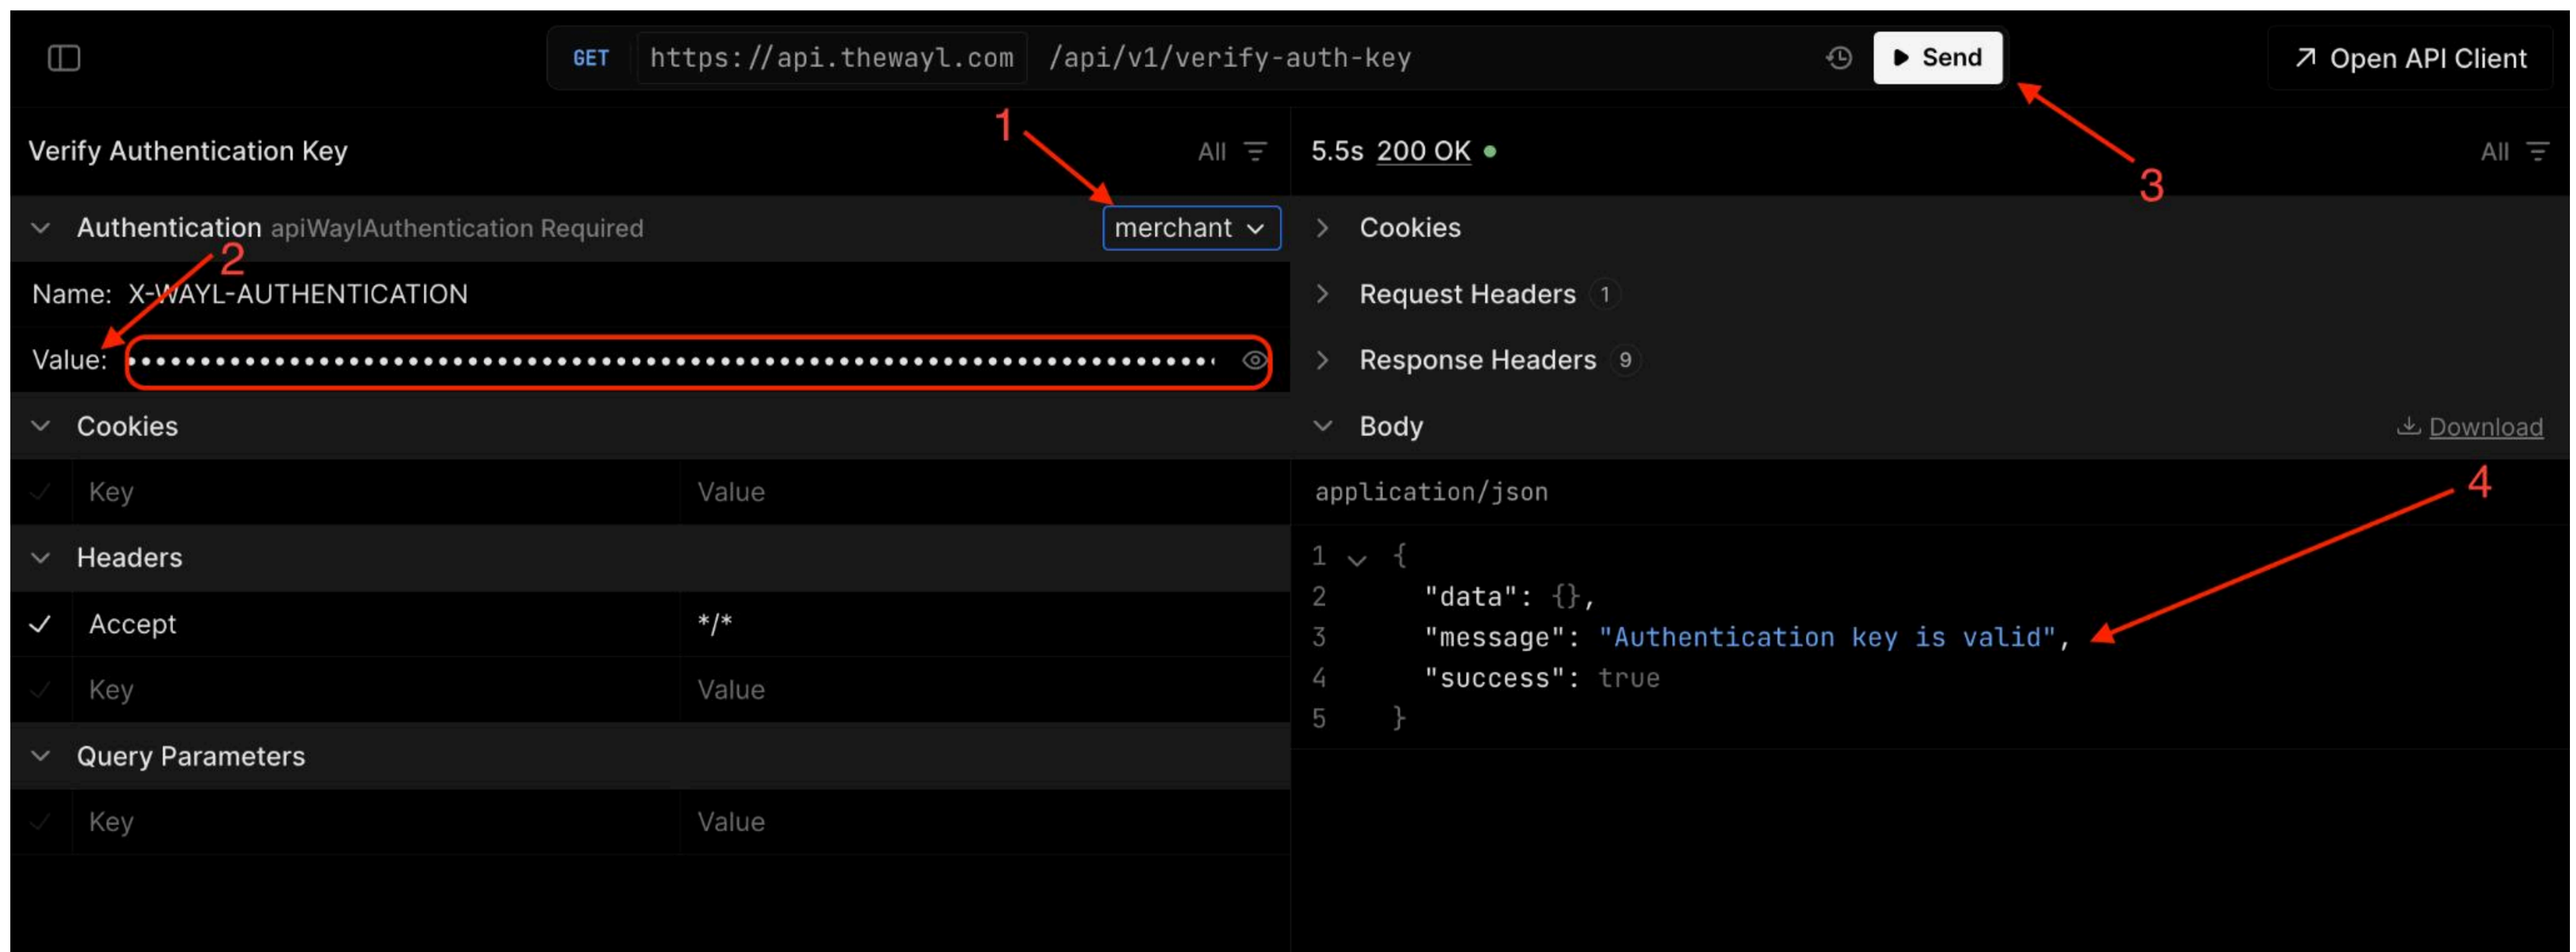 GET https://api.thewayl.com /api/v1/verify-auth-key Send Open API Client
1
3
Verify Authentication Key All
5.5s 200 OK All
Authentication apiWaylAuthentication Required merchant
2
Name: X-WAYL-AUTHENTICATION
Value: ••••••••••••••••••••••••••••••••••••••••••••••••••••••••••••••••••••••••
Cookies
Key Value
Headers
Accept */*
Key Value
Query Parameters
Key Value
Cookies
Request Headers 1
Response Headers 9
Body Download
4
application/json
1 {
2 "data": {},
3 "message": "Authentication key is valid",
4 "success": true
5 }